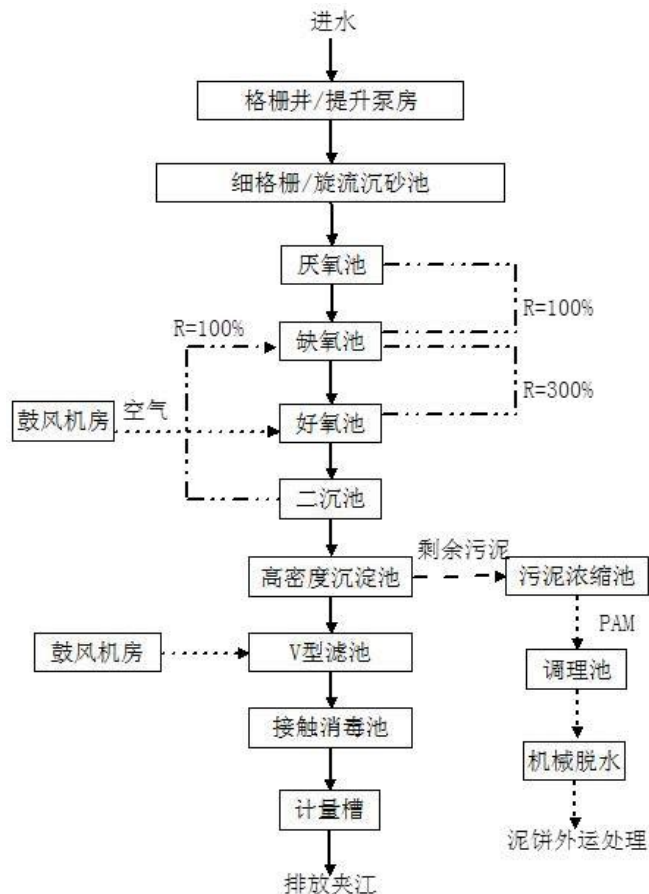 进水
格栅井/提升泵房
细格栅/旋流沉砂池
厌氧池
R=100%
R=100%
缺氧池
R=300%
鼓风机房
空气
好氧池
二沉池
剩余污泥
高密度沉淀池
污泥浓缩池
PAM
鼓风机房
V型滤池
调理池
接触消毒池
机械脱水
计量槽
泥饼外运处理
排放夹江